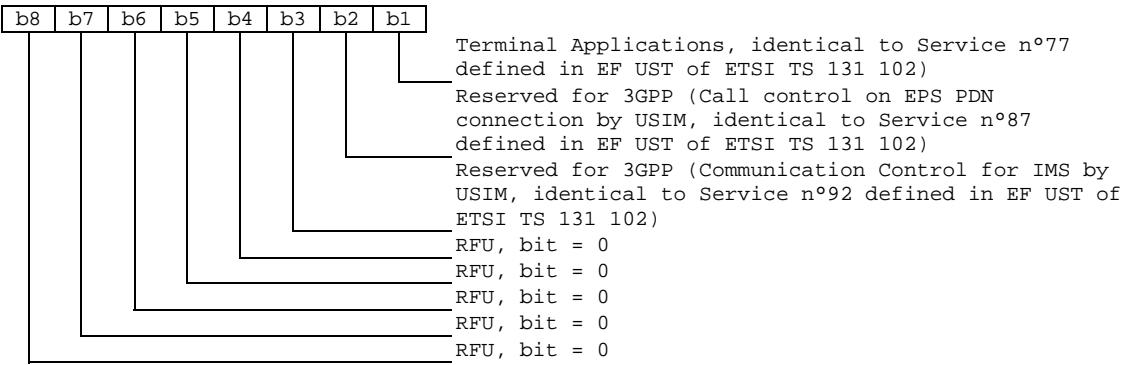 b8 b7 b6 b5 b4 b3 b2 b1
Terminal Applications, identical to Service nº77
defined in EF UST of ETSI TS 131 102)
Reserved for 3GPP (Call control on EPS PDN
connection by USIM, identical to Service nº87
defined in EF UST of ETSI TS 131 102)
Reserved for 3GPP (Communication Control for IMS by
USIM, identical to Service nº92 defined in EF UST of
ETSI TS 131 102)
RFU, bit = 0
RFU, bit = 0
RFU, bit = 0
RFU, bit = 0
RFU, bit = 0